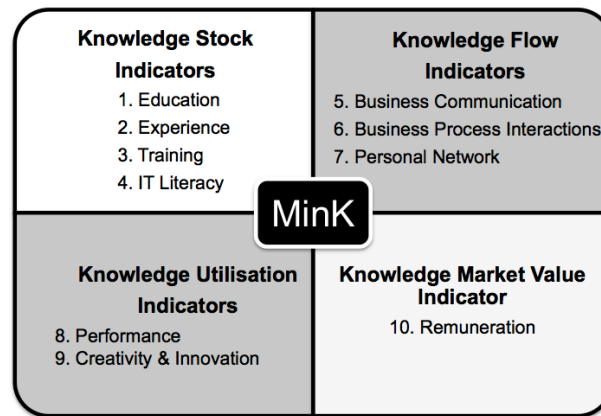 Knowledge Stock
Indicators
1. Education
2. Experience
3. Training
4. IT Literacy
Knowledge Flow
Indicators
5. Business Communication
6. Business Process Interactions
7. Personal Network
MinK
Knowledge Utilisation
Indicators
8. Performance
9. Creativity & Innovation
Knowledge Market Value
Indicator
10. Remuneration